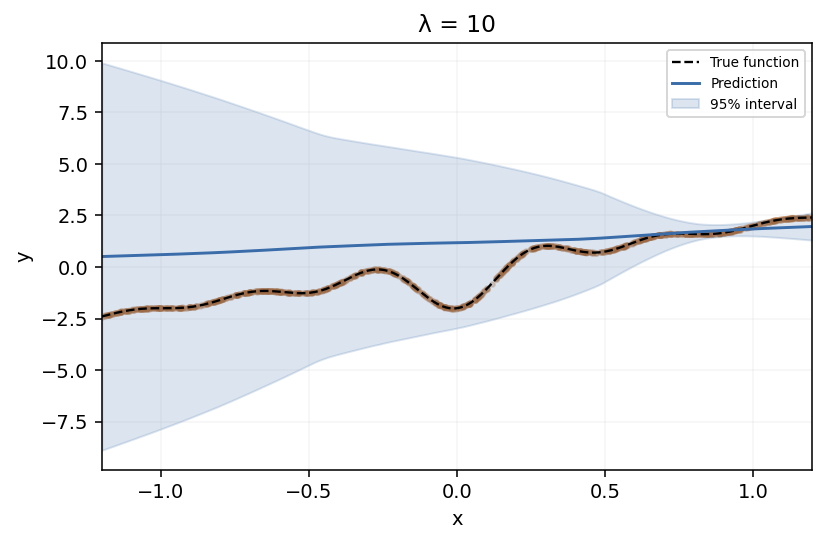 λ = 10
True function
Prediction
95% interval
10.0
7.5
5.0
2.5
0.0
−2.5
−5.0
−7.5
y
−1.0 −0.5 0.0 0.5 1.0
x